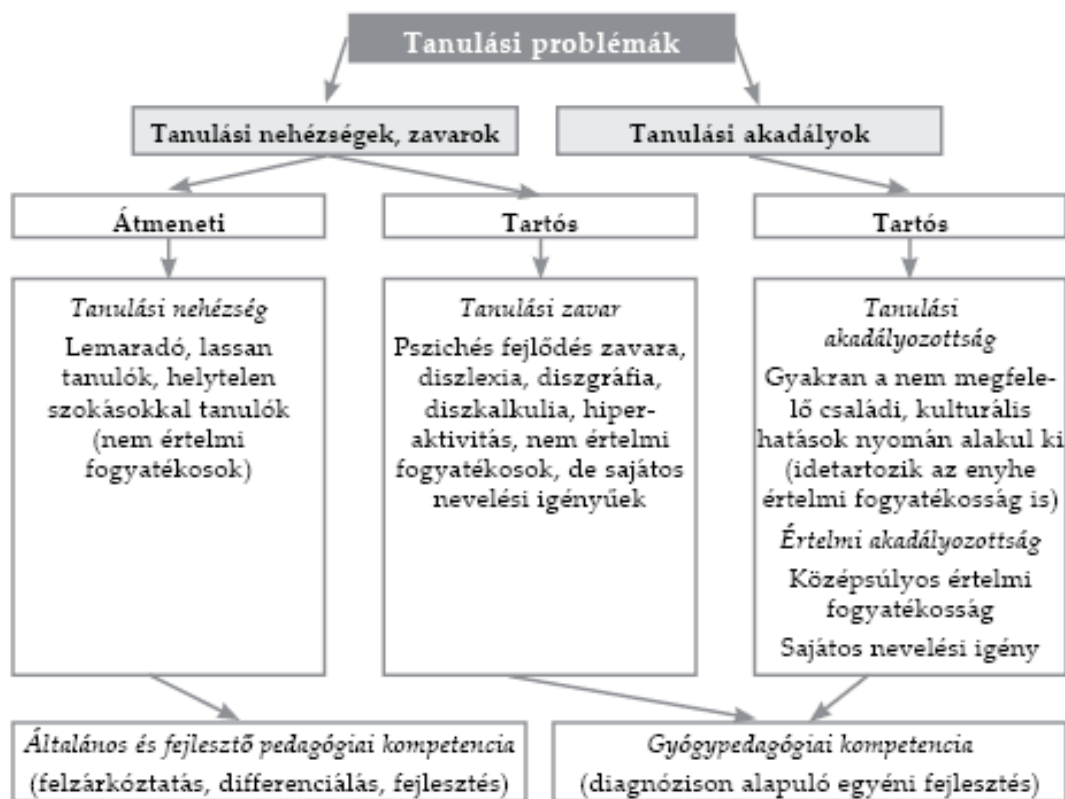 Tanulási problémák
Tanulási nehézségek, zavarok
Tanulási akadályok
Átmeneti
Tartós
Tartós
Tanulási nehézség
Lemaradó, lassan
tanulók, helytelen
szokásokkal tanulók
(nem értelmi
fogyatékosok)
Tanulási zavar
Pszichés fejlődés zavara,
diszlexia, diszgráfia,
diszkalkulia, hiper-
aktivitás, nem értelmi
fogyatékosok, de sajátos
nevelési igényűek
Tanulási
akadályozottság
Gyakran a nem megfele-
lő családi, kulturális
hatások nyomán alakul ki
(idetartozik az enyhe
értelmi fogyatékosság is)
Értelmi akadályozottság
Középsúlyos értelmi
fogyatékosság
Sajátos nevelési igény
Általános és fejlesztő pedagógiai kompetencia
(felzárkóztatás, differenciálás, fejlesztés)
Gyógypedagógiai kompetencia
(diagnózison alapuló egyéni fejlesztés)